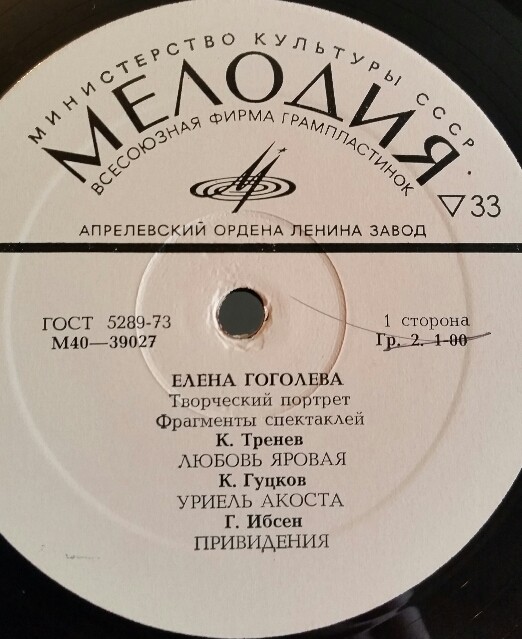 МИНИСТЕРСТВО КУЛЬТУРЫ СССР
МЕЛОДИЯ
ВСЕСОЮЗНАЯ ФИРМА ГРАМПЛАСТИНОК
33
АПРЕЛЕВСКИЙ ОРДЕНА ЛЕНИНА ЗАВОД
ГОСТ 5289-73
М40—39027
1 сторона
Гр. 2. 1-00
ЕЛЕНА ГОГОЛЕВА
Творческий портрет
Фрагменты спектаклей
К. Тренев
ЛЮБОВЬ ЯРОВАЯ
К. Гуцков
УРИЕЛЬ АКОСТА
Г. Ибсен
ПРИВИДЕНИЯ